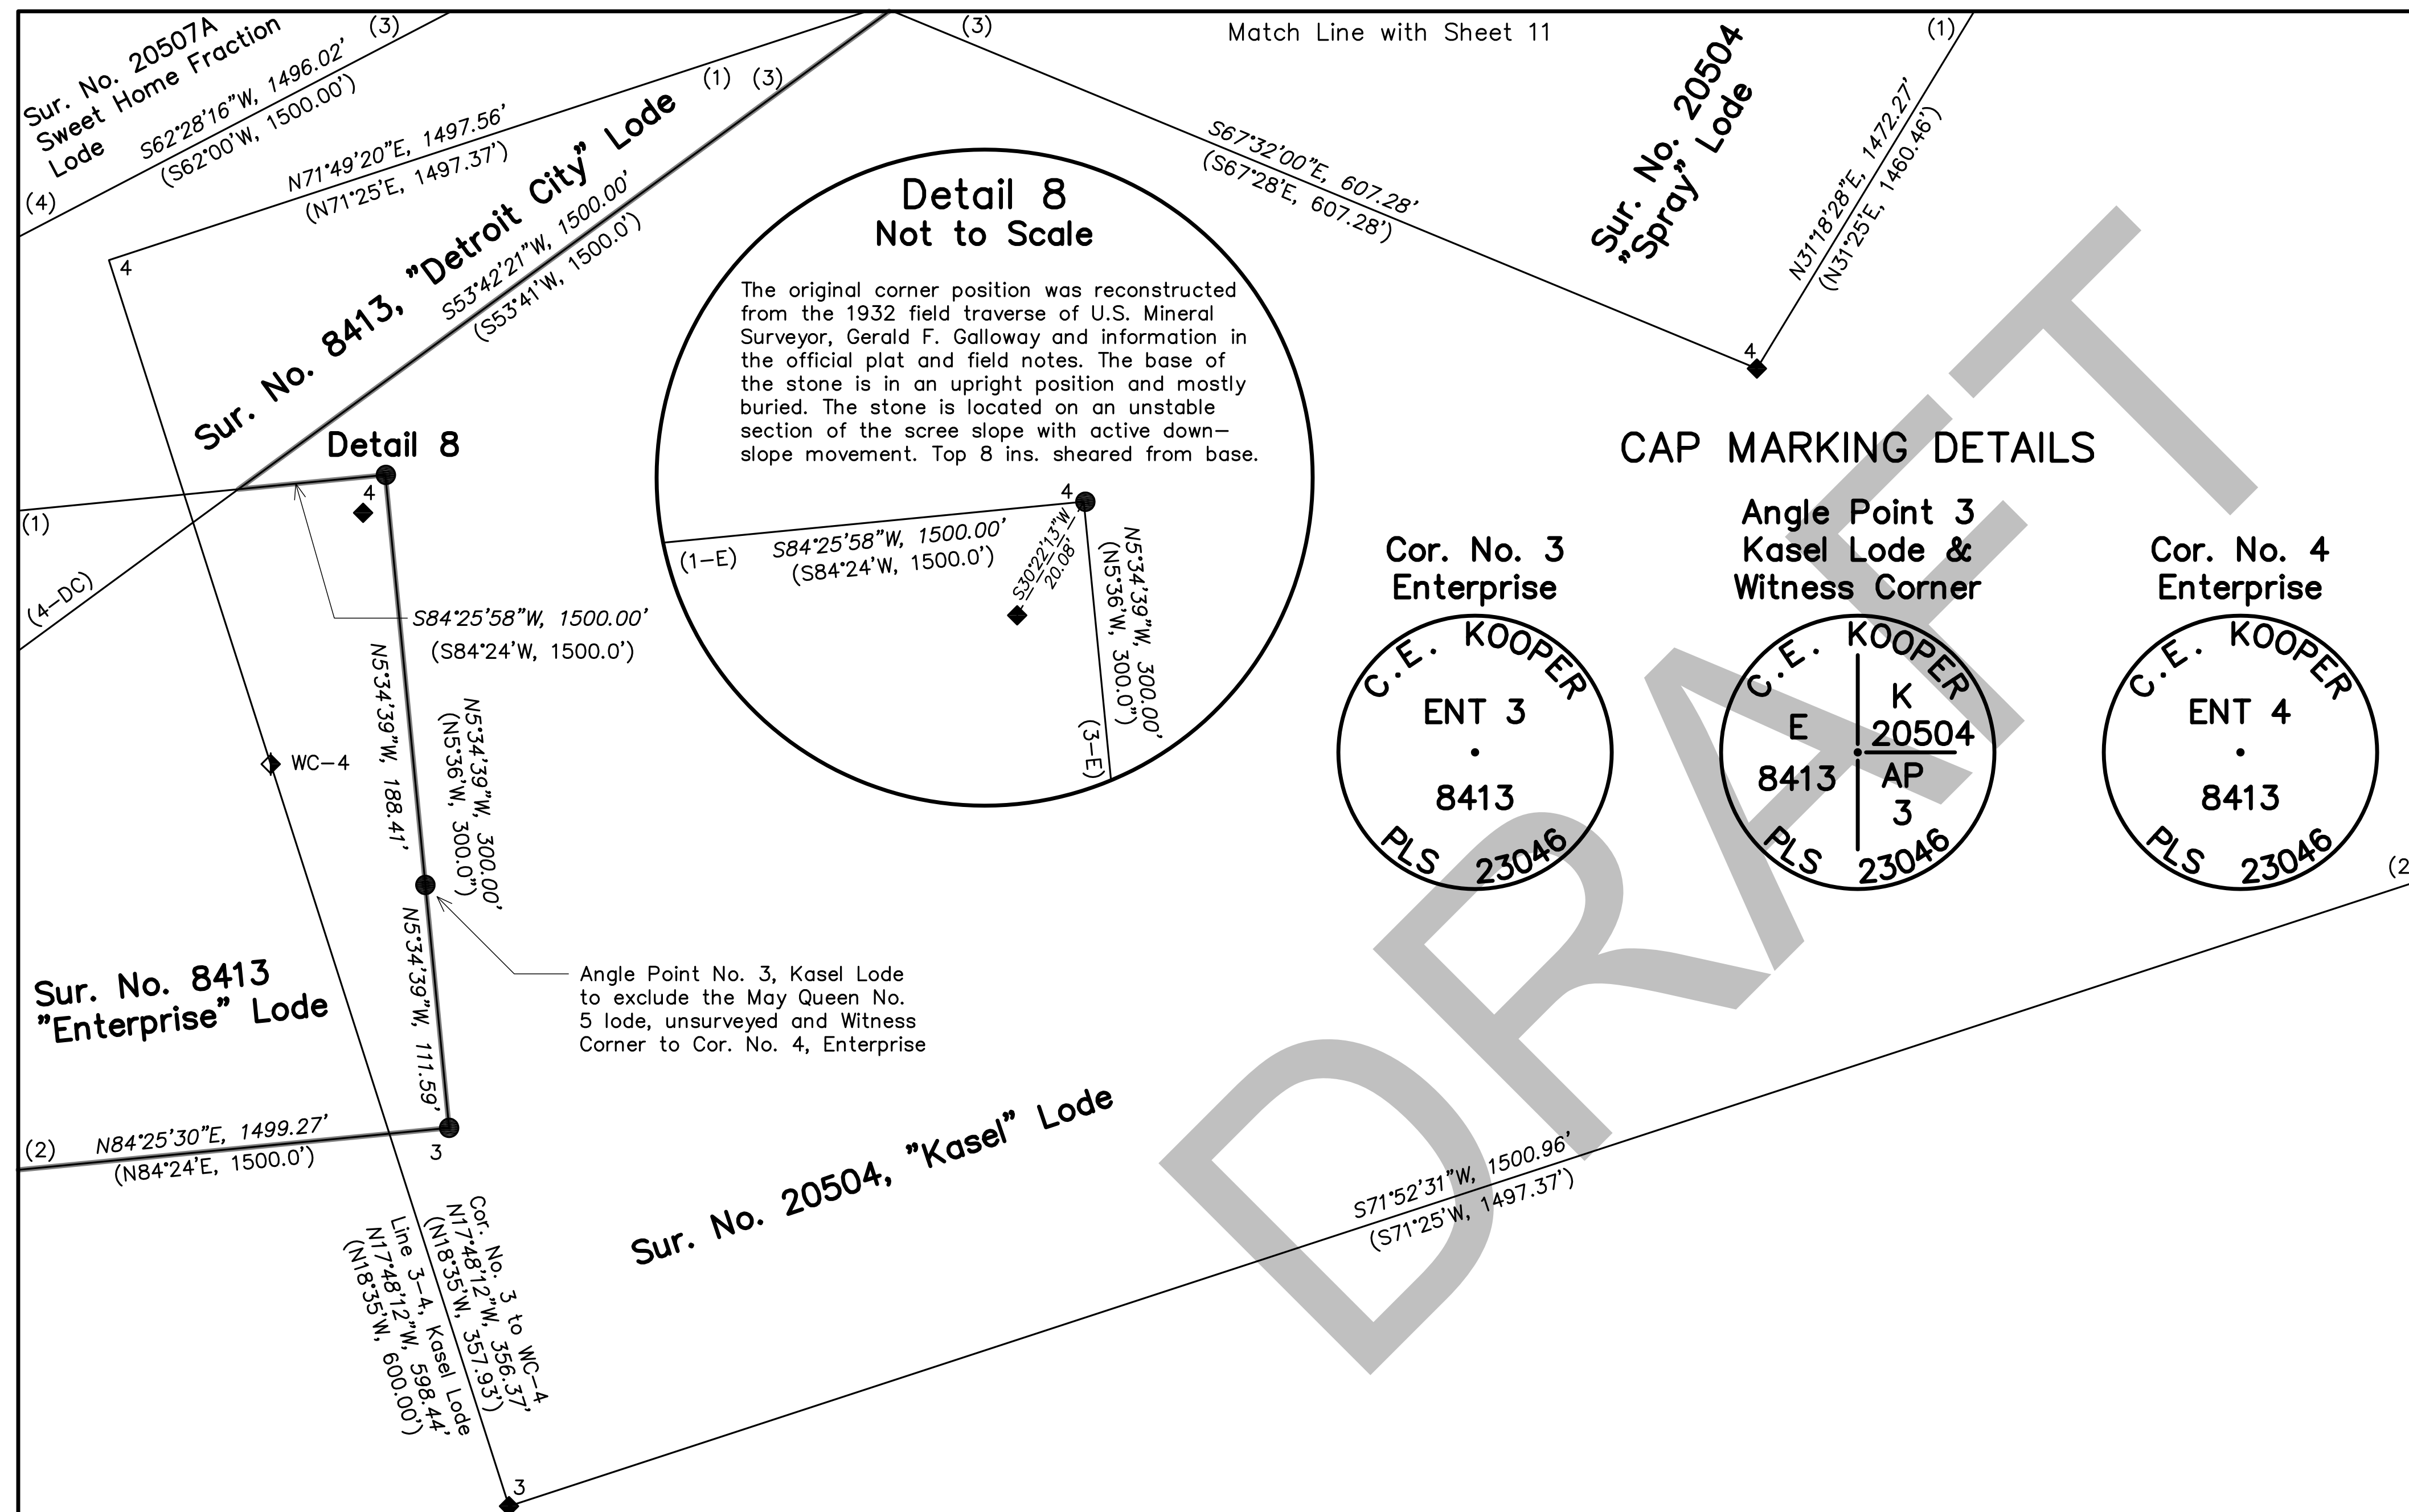 Sur. No. 20507A
Sweet Home Fraction
Lode
(3)
S62°28'16"W, 1496.02'
(S62°00'W, 1500.00')
(4)
(1)
(3)
N71°49'20"E, 1497.56'
(N71°25'E, 1497.37')
4
Sur. No. 8413, "Detroit City" Lode
S53°42'21"W, 1500.00'
(S53°41'W, 1500.0')
(3)
Match Line with Sheet 11
(1)
S67°32'00"E, 607.28'
(S67°28'E, 607.28')
Sur. No. 20504
"Spray" Lode
N31°18'28"E, 1472.27'
(N31°25'E, 1460.46')
4
Detail 8
Not to Scale
The original corner position was reconstructed
from the 1932 field traverse of U.S. Mineral
Surveyor, Gerald F. Galloway and information in
the official plat and field notes. The base of
the stone is in an upright position and mostly
buried. The stone is located on an unstable
section of the scree slope with active down-
slope movement. Top 8 ins. sheared from base.
4
(1-E)
S84°25'58"W, 1500.00'
(S84°24'W, 1500.0')
S30°22'13"W
20.08'
N5°34'39"W, 300.00'
(N5°36'W, 300.0")
(3-E)
Detail 8
4
(1)
(4-DC)
S84°25'58"W, 1500.00'
(S84°24'W, 1500.0')
N5°34'39"W, 188.41'
N5°34'39"W, 300.00'
(N5°36'W, 300.0")
WC-4
N5°34'39"W, 111.59'
Angle Point No. 3, Kasel Lode
to exclude the May Queen No.
5 lode, unsurveyed and Witness
Corner to Cor. No. 4, Enterprise
Sur. No. 8413
"Enterprise" Lode
(2)
N84°25'30"E, 1499.27'
(N84°24'E, 1500.0')
3
Cor. No. 3 to WC-4
N17°48'12"W, 356.37'
(N18°35'W, 357.93')
Line 3-4, Kasel Lode
N17°48'12"W, 598.44'
(N18°35'W, 600.00')
3
Sur. No. 20504, "Kasel" Lode
S71°52'31"W, 1500.96'
(S71°25'W, 1497.37')
(2
CAP MARKING DETAILS
Cor. No. 3
Enterprise
C.E. KOOPER
ENT 3
8413
PLS 23046
Angle Point 3
Kasel Lode &
Witness Corner
C.E. KOOPER
E
8413
K
20504
AP
3
PLS 23046
Cor. No. 4
Enterprise
C.E. KOOPER
ENT 4
8413
PLS 23046
DRAFT